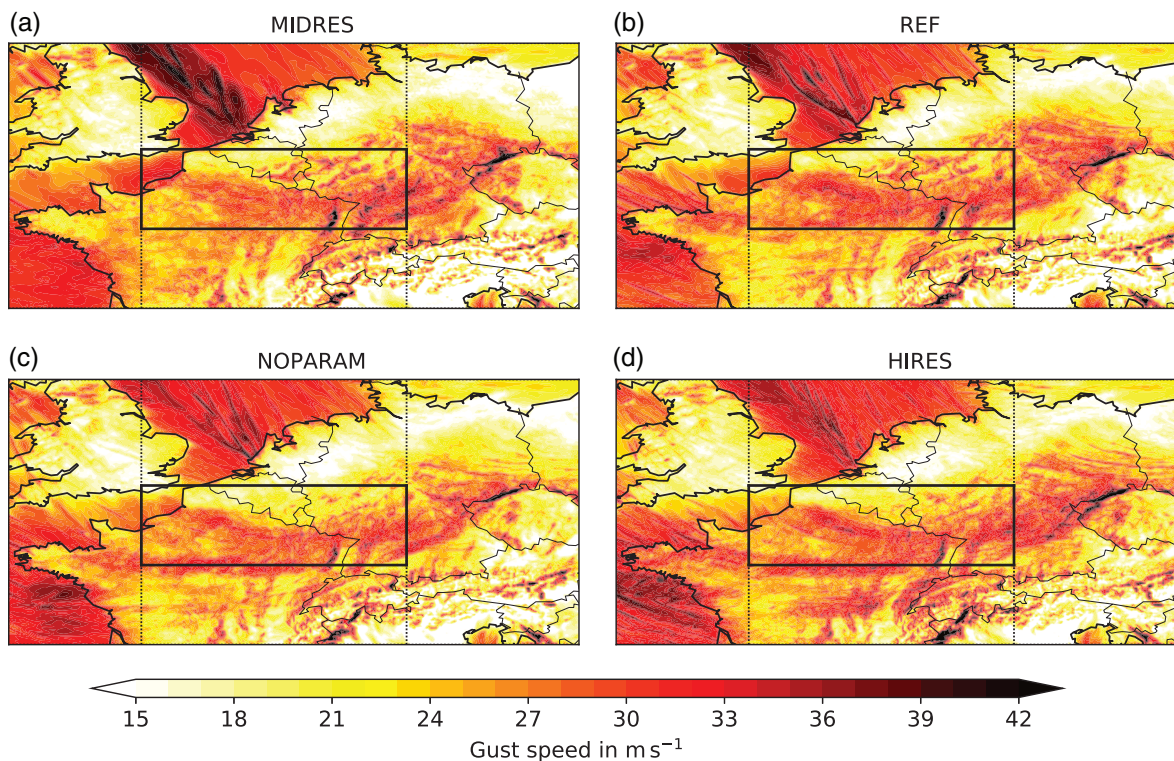 (a) MIDRES
(b) REF
(c) NOPARAM
(d) HIRES
15 18 21 24 27 30 33 36 39 42
Gust speed in m s⁻¹